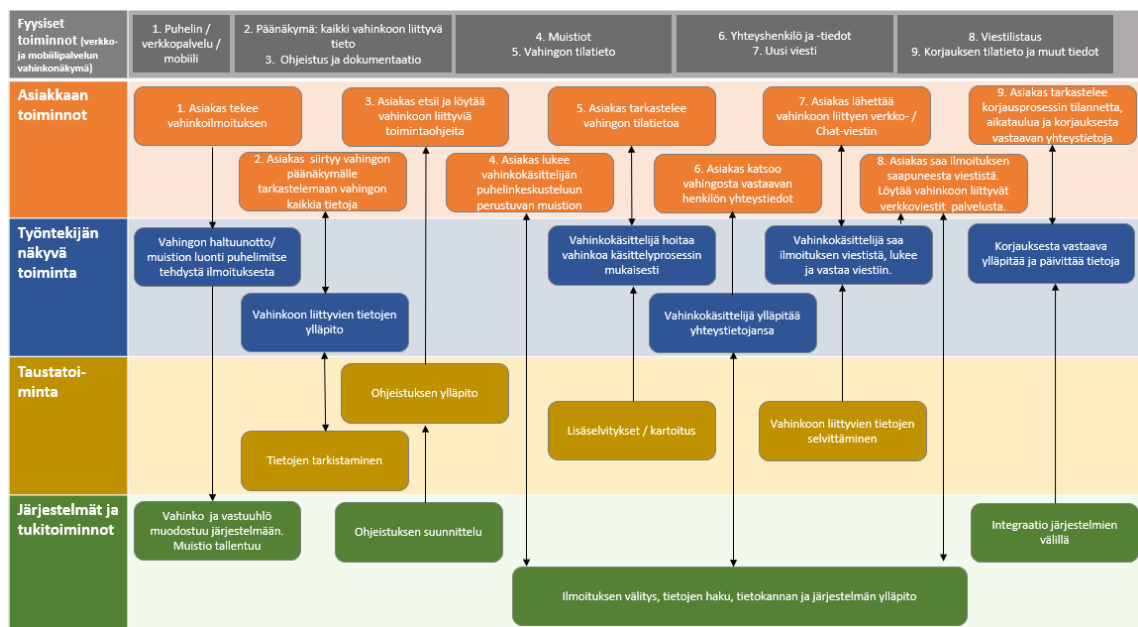 Fyysiset
toiminnot (verkko-
ja mobiilipalvelun
vahinkonäkymä)
1. Puhelin /
verkkopalvelu /
mobiili
2. Päänäkymä: kaikki vahinkoon liittyvä
tieto
3. Ohjeistus ja dokumentaatio
4. Muistiot
5. Vahingon tilatieto
6. Yhteyshenkilö ja -tiedot
7. Uusi viesti
8. Viestilistaus
9. Korjauksen tilatieto ja muut tiedot
Asiakkaan
toiminnot
1. Asiakas tekee
vahinkoilmoituksen
2. Asiakas siirtyy vahingon
päänäkymälle
tarkastelemaan vahingon
kaikkia tietoja
3. Asiakas etsii ja löytää
vahinkoon liittyviä
toimintaohjeita
4. Asiakas lukee
vahinkokäsittelijän
puhelinkeskusteluun
perustuvan muistion
5. Asiakas tarkastelee
vahingon tilatietoa
6. Asiakas katsoo
vahingosta vastaavan
henkilön yhteystiedot
7. Asiakas lähettää
vahinkoon liittyen verkko- /
Chat-viestin
8. Asiakas saa ilmoituksen
saapuneesta viestistä.
Löytää vahinkoon liittyvät
verkkoviestit palvelusta.
9. Asiakas tarkastelee
korjausprosessin tilannetta,
aikataulua ja korjauksesta
vastaavan yhteystietoja
Työntekijän
näkyvä
toiminta
Vahingon haltuunotto/
muistion luonti puhelimitse
tehdystä ilmoituksesta
Vahinkoon liittyvien tietojen
ylläpito
Vahinkokäsittelijä hoitaa
vahinkoa käsittelyprosessin
mukaisesti
Vahinkokäsittelijä ylläpitää
yhteystietojansa
Vahinkokäsittelijä saa
ilmoituksen viestistä, lukee
ja vastaa viestiin.
Korjauksesta vastaava
ylläpitää ja päivittää tietoja
Taustatoi-
minta
Tietojen tarkistaminen
Ohjeistuksen ylläpito
Lisäselvitykset / kartoitus
Vahinkoon liittyvien tietojen
selvittäminen
Järjestelmät ja
tukitoiminnot
Vahinko ja vastuuhlö
muodostuu järjestelmään.
Muistio tallentuu
Ohjeistuksen suunnittelu
Ilmoituksen välitys, tietojen haku, tietokannan ja järjestelmän ylläpito
Integraatio järjestelmien
välillä